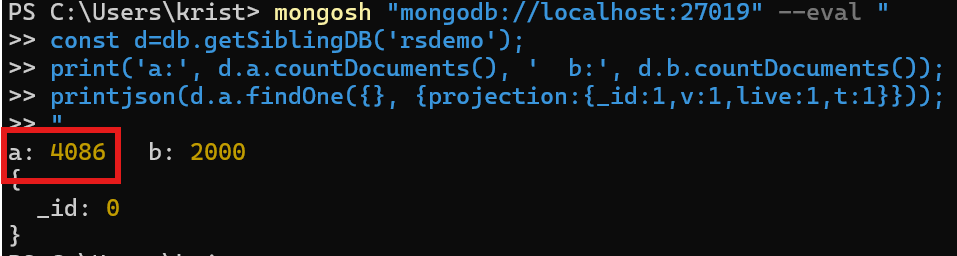 PS C:\Users\krist> mongosh "mongodb://localhost:27019" --eval "
>> const d=db.getSiblingDB('rsdemo');
>> print('a:', d.a.countDocuments(), '  b:', d.b.countDocuments());
>> printjson(d.a.findOne({}, {projection:{_id:1,v:1,live:1,t:1}}));
>> "
a: 4086   b: 2000
{
  _id: 0
}